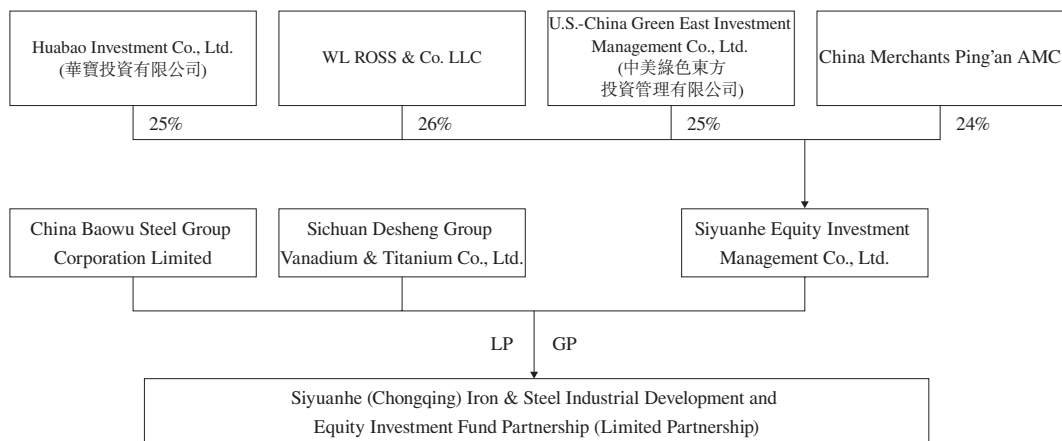 Huabao Investment Co., Ltd.
(華寶投資有限公司)
WL ROSS & Co. LLC
U.S.-China Green East Investment
Management Co., Ltd.
(中美綠色東方
投資管理有限公司)
China Merchants Ping'an AMC
25%
26%
25%
24%
China Baowu Steel Group
Corporation Limited
Sichuan Desheng Group
Vanadium & Titanium Co., Ltd.
Siyuanhe Equity Investment
Management Co., Ltd.
LP
GP
Siyuanhe (Chongqing) Iron & Steel Industrial Development and
Equity Investment Fund Partnership (Limited Partnership)